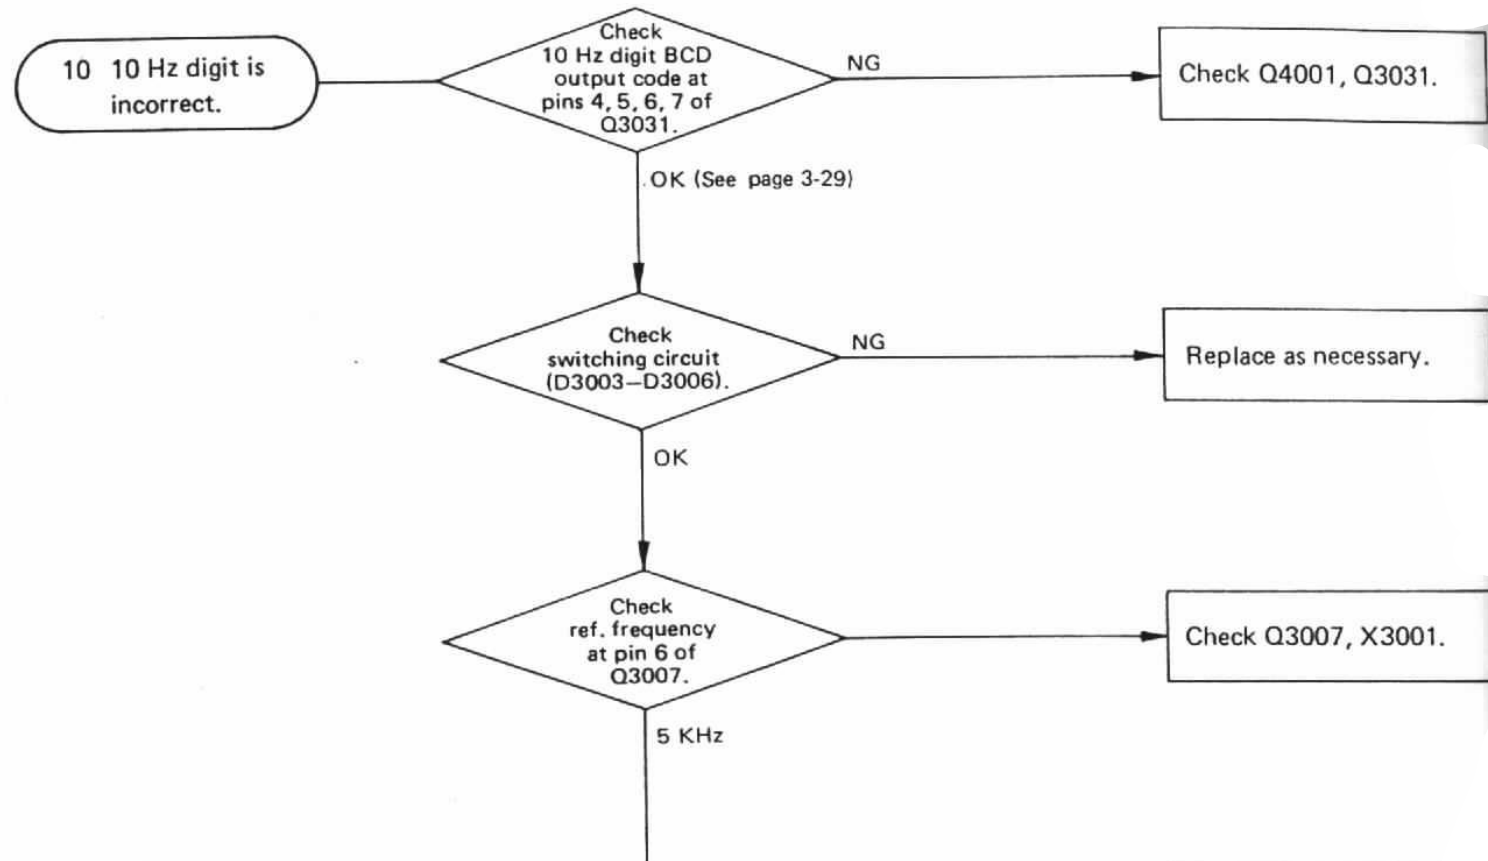 10 10 Hz digit is
incorrect.
Check
10 Hz digit BCD
output code at
pins 4, 5, 6, 7 of
Q3031.
NG
Check Q4001, Q3031.
OK (See page 3-29)
Check
switching circuit
(D3003–D3006).
NG
Replace as necessary.
OK
Check
ref. frequency
at pin 6 of
Q3007.
Check Q3007, X3001.
5 KHz